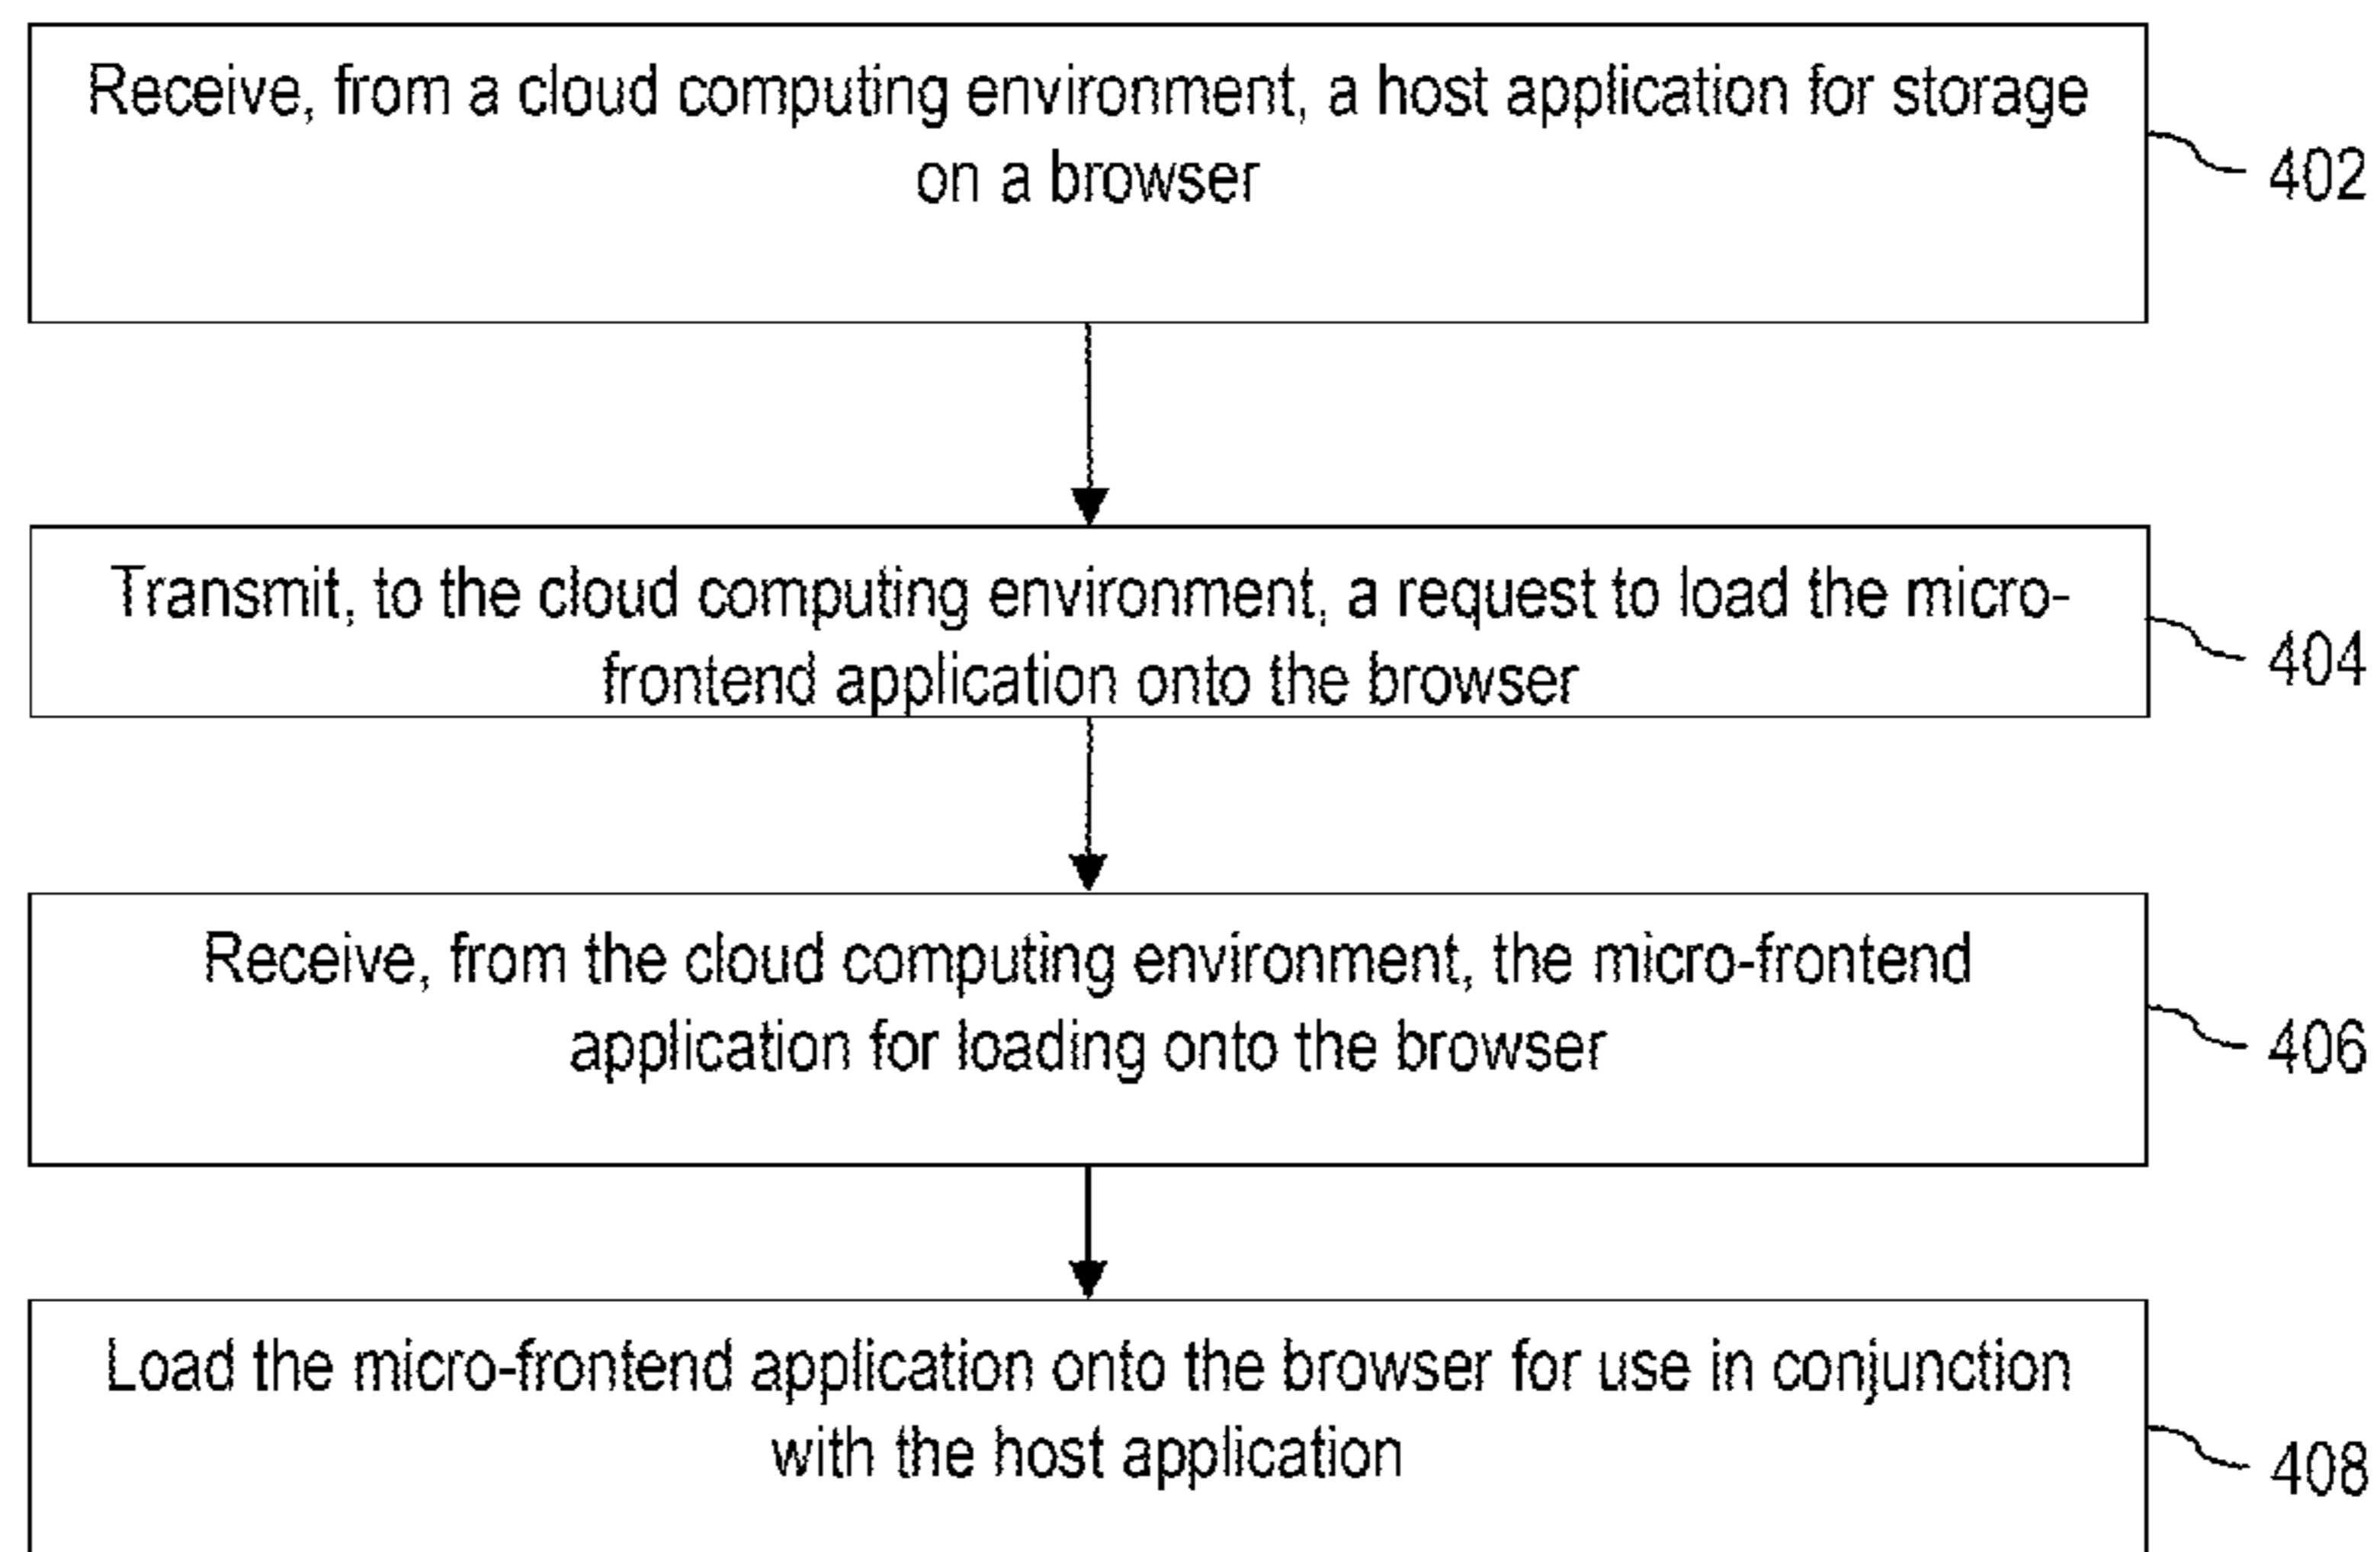 Receive, from a cloud computing environment, a host application for storage
on a browser
402
Transmit, to the cloud computing environment, a request to load the micro-
frontend application onto the browser
404
Receive, from the cloud computing environment, the micro-frontend
application for loading onto the browser
406
Load the micro-frontend application onto the browser for use in conjunction
with the host application
408